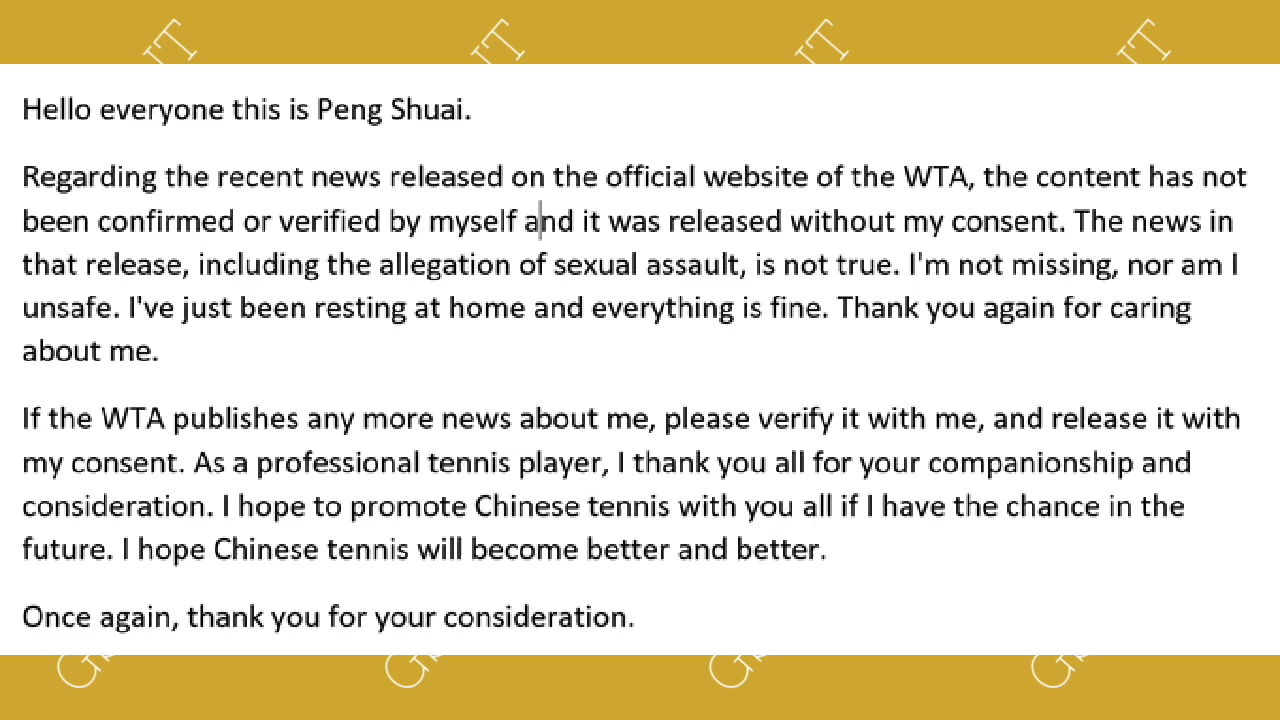 Hello everyone this is Peng Shuai.
Regarding the recent news released on the official website of the WTA, the content has not
been confirmed or verified by myself and it was released without my consent. The news in
that release, including the allegation of sexual assault, is not true. I'm not missing, nor am I
unsafe. I've just been resting at home and everything is fine. Thank you again for caring
about me.
If the WTA publishes any more news about me, please verify it with me, and release it with
my consent. As a professional tennis player, I thank you all for your companionship and
consideration. I hope to promote Chinese tennis with you all if I have the chance in the
future. I hope Chinese tennis will become better and better.
Once again, thank you for your consideration.